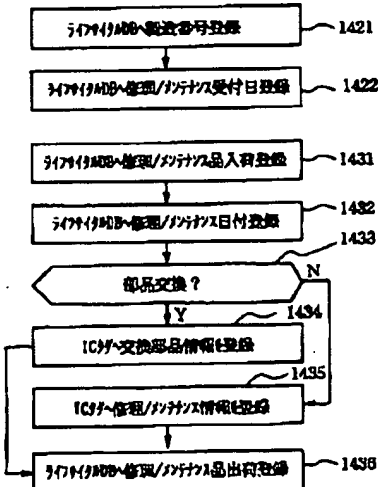 ライフサイクルDBへ製造番号登録
1421
ライフサイクルDBへ修理/メンテナンス受付日登録
1422
ライフサイクルDBへ修理/メンテナンス品入荷登録
1431
ライフサイクルDBへ修理/メンテナンス日付登録
1432
1433
部品交換?
N
Y
1434
ICタグへ交換部品情報を登録
1435
ICタグへ修理/メンテナンス情報を登録
ライフサイクルDBへ修理/メンテナンス品出荷登録
1436